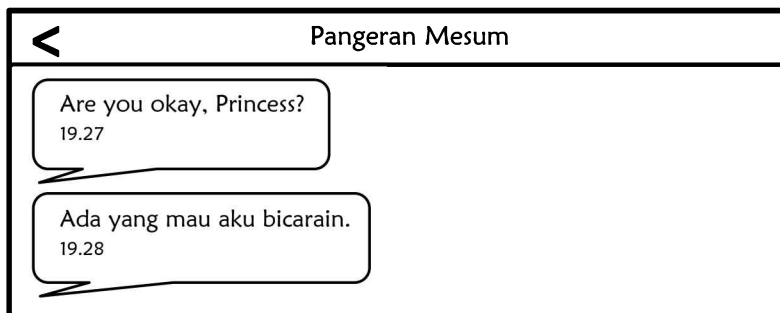 <
Pangeran Mesum
Are you okay, Princess?
19.27
Ada yang mau aku bicarain.
19.28